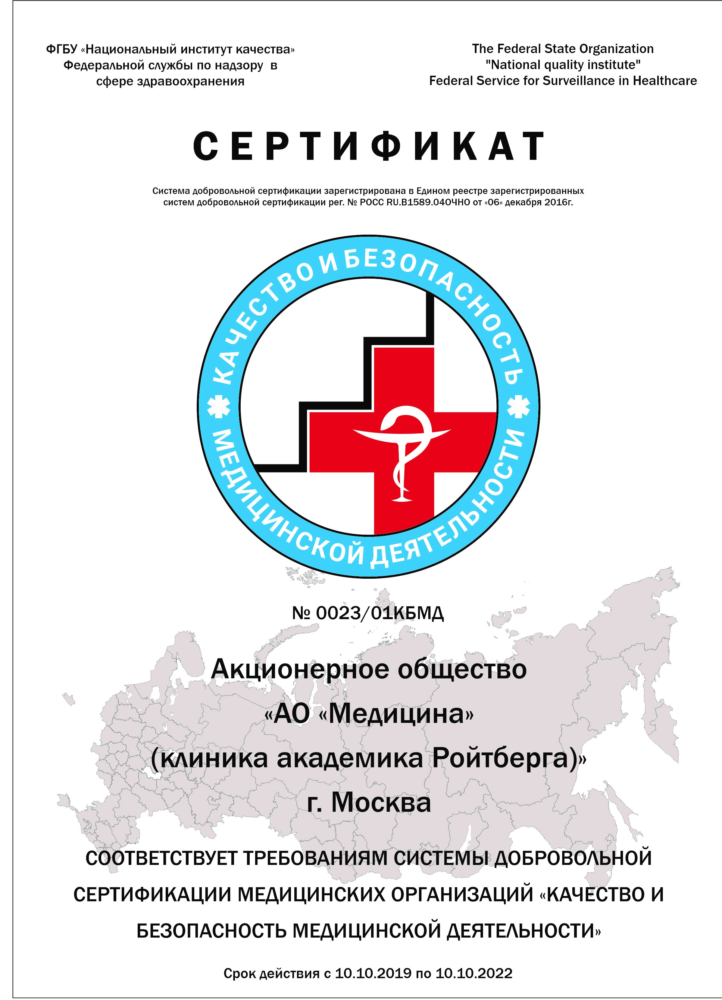 ФГБУ «Национальный институт качества»
Федеральной службы по надзору в
сфере здравоохранения
The Federal State Organization
"National quality institute"
Federal Service for Surveillance in Healthcare
СЕРТИФИКАТ
Система добровольной сертификации зарегистрирована в Едином реестре зарегистрированных
систем добровольной сертификации рег. № РОСС RU.В1589.04ОЧНО от «06» декабря 2016г.
КАЧЕСТВО И БЕЗОПАСНОСТЬ
МЕДИЦИНСКОЙ ДЕЯТЕЛЬНОСТИ
№ 0023/01КБМД
Акционерное общество
«АО «Медицина»
(клиника академика Ройтберга)»
г. Москва
СООТВЕТСТВУЕТ ТРЕБОВАНИЯМ СИСТЕМЫ ДОБРОВОЛЬНОЙ
СЕРТИФИКАЦИИ МЕДИЦИНСКИХ ОРГАНИЗАЦИЙ «КАЧЕСТВО И
БЕЗОПАСНОСТЬ МЕДИЦИНСКОЙ ДЕЯТЕЛЬНОСТИ»
Срок действия с 10.10.2019 по 10.10.2022